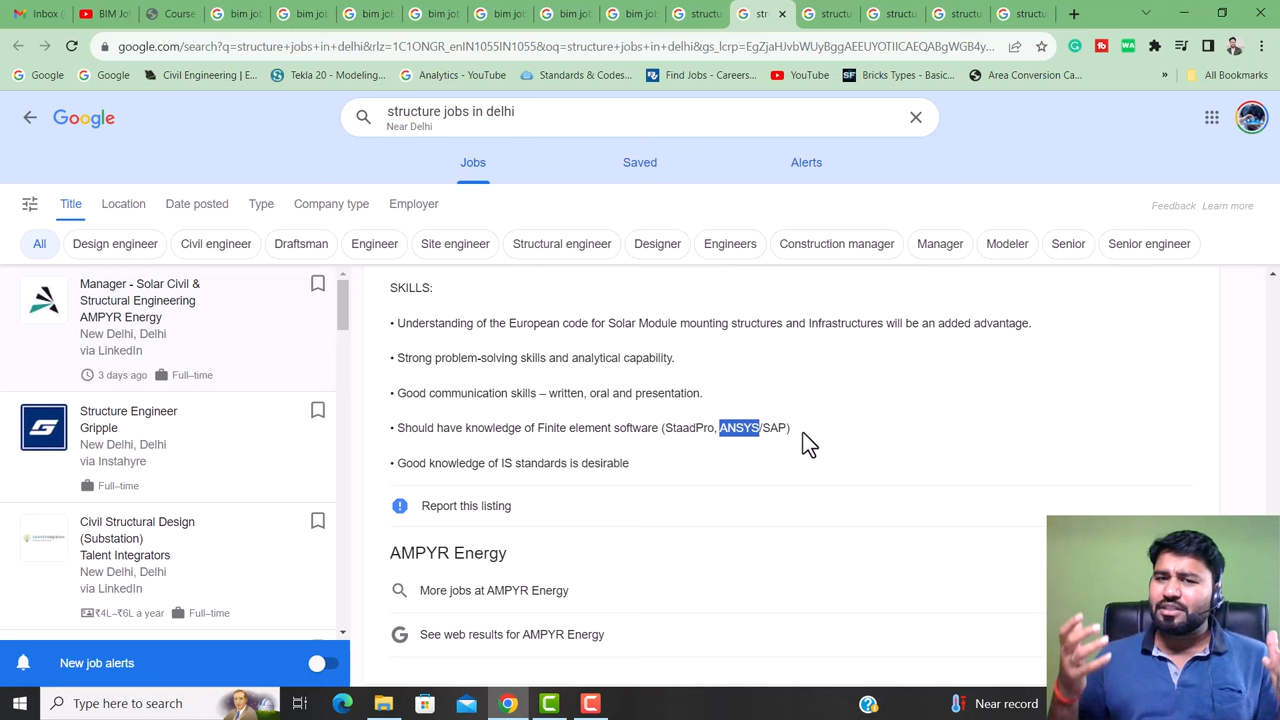 Inbox (
BIM Jo
Course
bim jol
bim jol
bim jol
bim jol
bim jol
bim jol
bim jol
structu
str
structu
structu
structu
structu
google.com/search?q=structure+jobs+in+delhi&rlz=1C1ONGR_enIN1055IN1055&oq=structure+jobs+in+delhi&gs_lcrp=EgZjaHJvbWUyBggAEEUYOTIICAEQABgWGB4y...
Google
Google
Civil Engineering | E...
Tekla 20 - Modeling...
Analytics - YouTube
Standards & Codes...
Find Jobs - Careers...
YouTube
Bricks Types - Basic...
Area Conversion Ca...
»
All Bookmarks
Google
structure jobs in delhi
Near Delhi
Jobs
Saved
Alerts
Title
Location
Date posted
Type
Company type
Employer
Feedback
Learn more
All
Design engineer
Civil engineer
Draftsman
Engineer
Site engineer
Structural engineer
Designer
Engineers
Construction manager
Manager
Modeler
Senior
Senior engineer
Manager - Solar Civil &
Structural Engineering
AMPYR Energy
New Delhi, Delhi
via LinkedIn
3 days ago
Full–time
Structure Engineer
Gripple
via Instahyre
Full–time
Civil Structural Design
(Substation)
Talent Integrators
New Delhi, Delhi
via LinkedIn
₹4L–₹6L a year
Full–time
New job alerts
SKILLS:
• Understanding of the European code for Solar Module mounting structures and Infrastructures will be an added advantage.
• Strong problem-solving skills and analytical capability.
• Good communication skills – written, oral and presentation.
• Should have knowledge of Finite element software (StaadPro, ANSYS/SAP)
• Good knowledge of IS standards is desirable
Report this listing
AMPYR Energy
More jobs at AMPYR Energy
See web results for AMPYR Energy
Type here to search
Near record